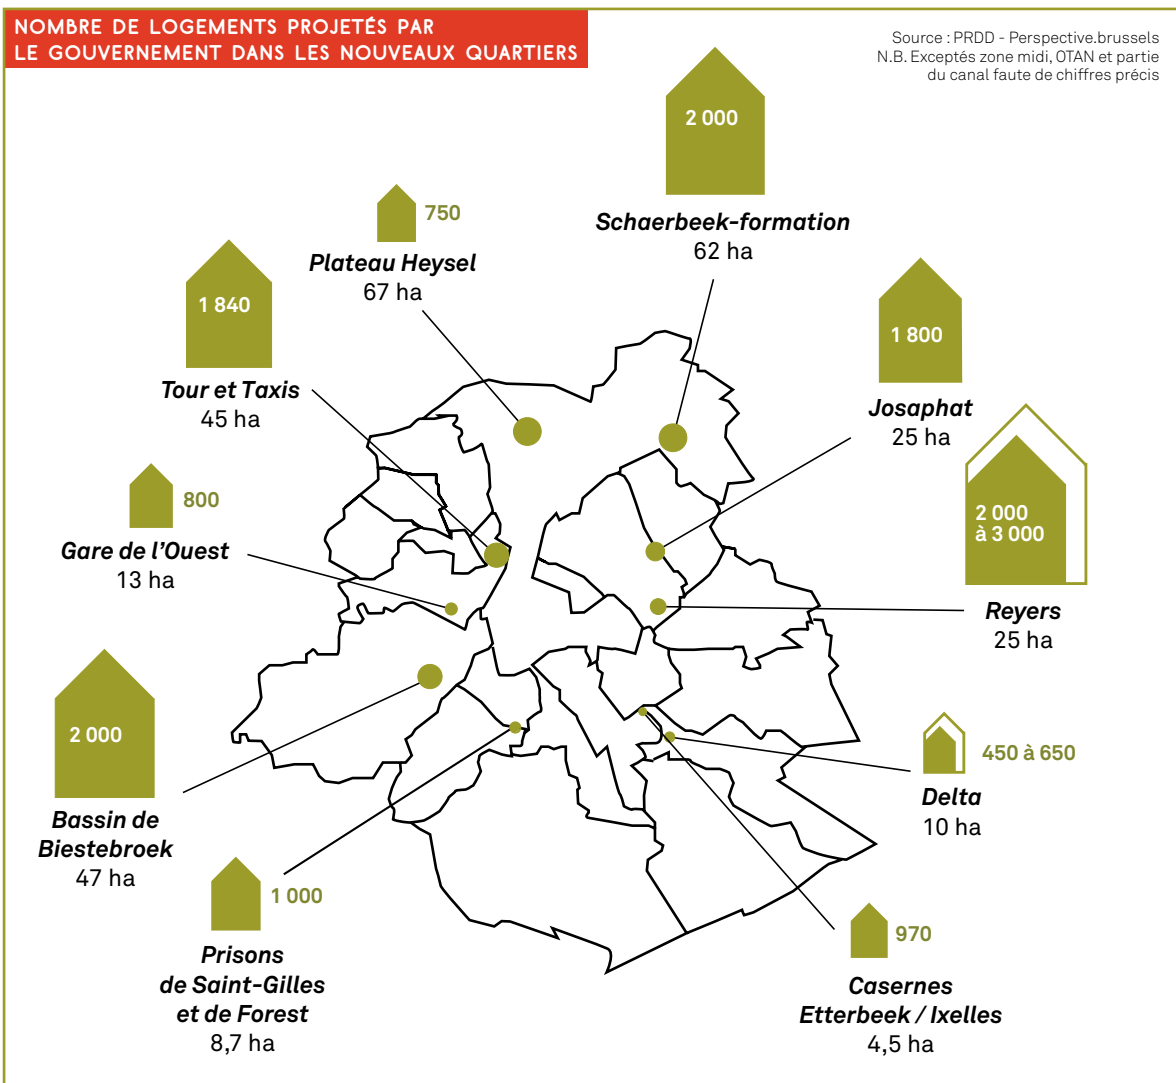 NOMBRE DE LOGEMENTS PROJETÉS PAR
LE GOUVERNEMENT DANS LES NOUVEAUX QUARTIERS
Source : PRDD - Perspective.brussels
N.B. Exceptés zone midi, OTAN et partie
du canal faute de chiffres précis
2 000
Schaerbeek-formation
62 ha
750
Plateau Heysel
67 ha
1 840
Tour et Taxis
45 ha
1 800
Josaphat
25 ha
800
Gare de l'Ouest
13 ha
2 000
à 3 000
Reyers
25 ha
2 000
Bassin de
Biestebroek
47 ha
450 à 650
Delta
10 ha
1 000
Prisons
de Saint-Gilles
et de Forest
8,7 ha
970
Casernes
Etterbeek / Ixelles
4,5 ha